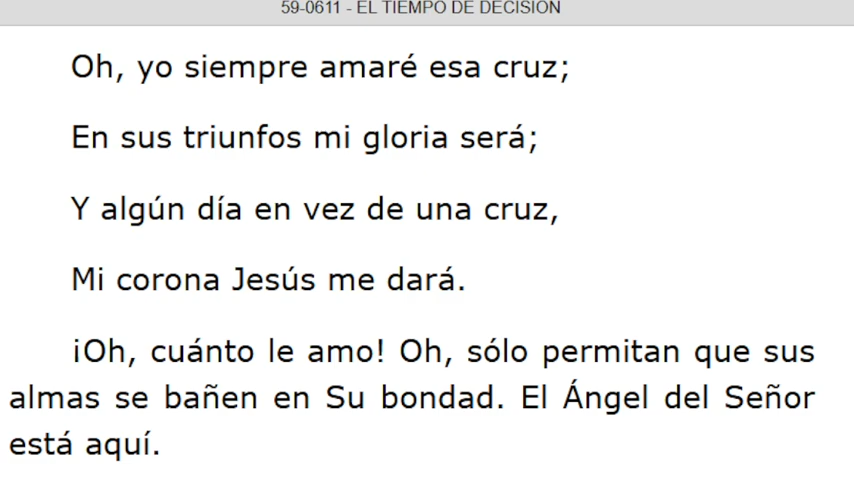 59-0611 - EL TIEMPO DE DECISIÓN
Oh, yo siempre amaré esa cruz;
En sus triunfos mi gloria será;
Y algún día en vez de una cruz,
Mi corona Jesús me dará.
¡Oh, cuánto le amo! Oh, sólo permitan que sus
almas se bañen en Su bondad. El Ángel del Señor
está aquí.